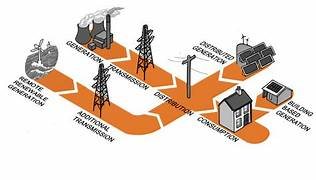 GENERATION
TRANSMISSION
DISTRIBUTED
GENERATION
REMOTE
RENEWABLE
GENERATION
ADDITIONAL
TRANSMISSION
DISTRIBUTION
CONSUMPTION
BUILDING
BASED
GENERATION